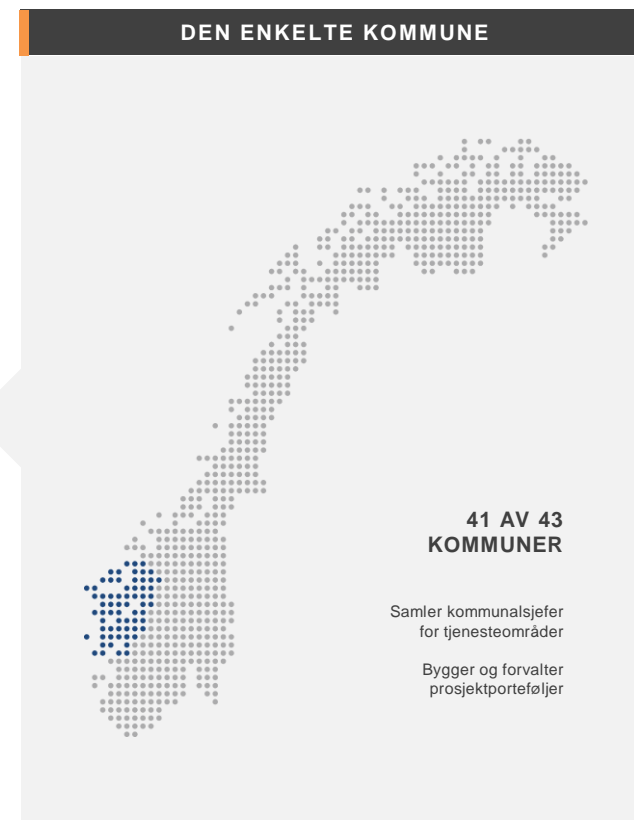 DEN ENKELTE KOMMUNE
41 AV 43
KOMMUNER
Samler kommunalsjefer
for tjenesteområder
Bygger og forvalter
prosjektporteføljer